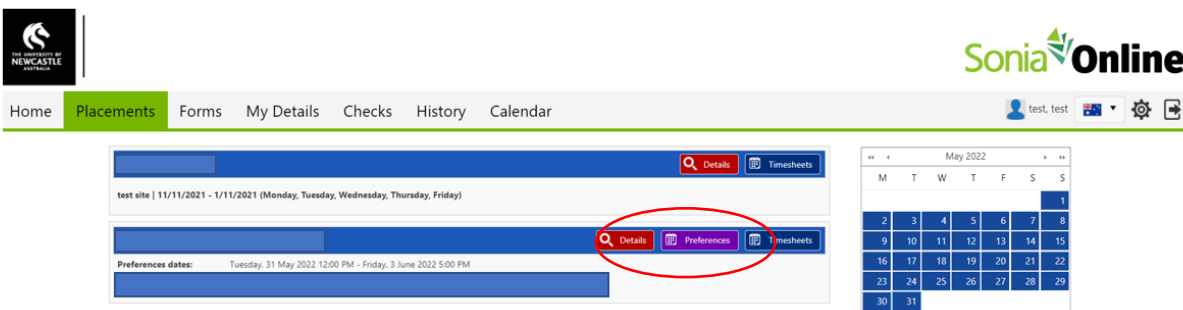 THE UNIVERSITY OF
NEWCASTLE
AUSTRALIA
Sonia Online
Home Placements Forms My Details Checks History Calendar test, test
Details Timesheets
test site | 11/11/2021 - 1/11/2021 (Monday, Tuesday, Wednesday, Thursday, Friday)
Details Preferences Timesheets
Preferences dates: Tuesday, 31 May 2022 12:00 PM - Friday, 3 June 2022 5:00 PM
May 2022
M T W T F S S
1
2 3 4 5 6 7 8
9 10 11 12 13 14 15
16 17 18 19 20 21 22
23 24 25 26 27 28 29
30 31